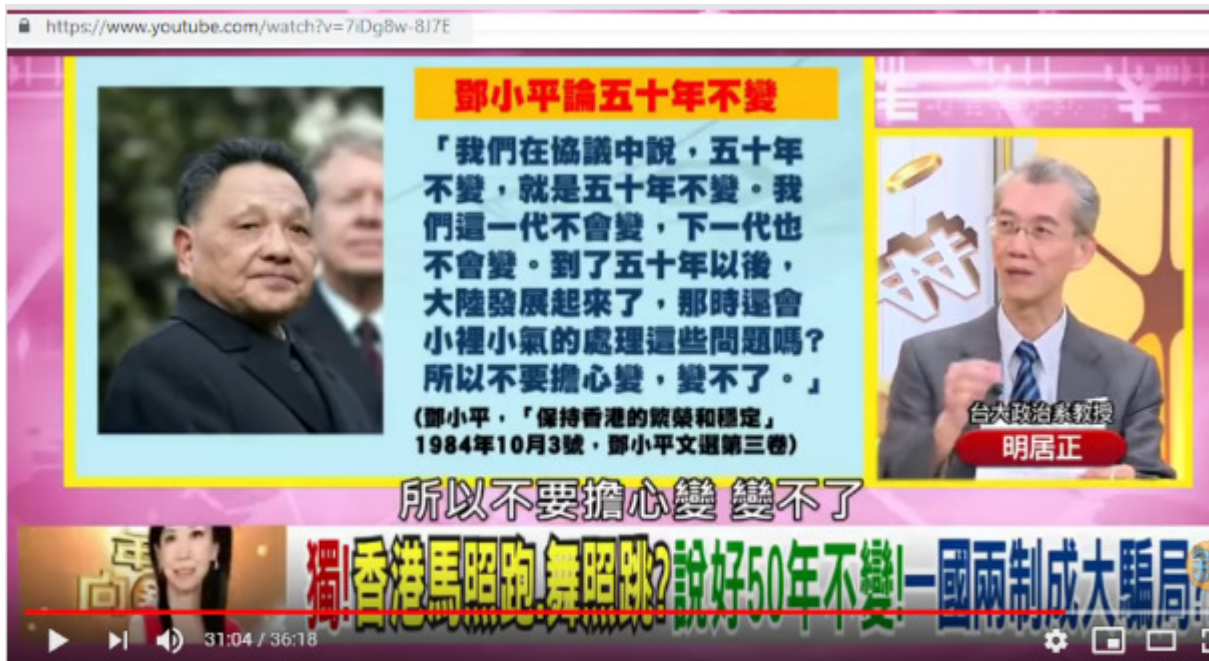 https://www.youtube.com/watch?v=7iDg8w-8J7E
鄧小平論五十年不變
「我們在協議中說，五十年
不變，就是五十年不變。我
們這一代不會變，下一代也
不會變。到了五十年以後，
大陸發展起來了，那時還會
小裡小氣的處理這些問題嗎?
所以不要擔心變，變不了。」
(鄧小平，「保持香港的繁榮和穩定」
1984年10月3號，鄧小平文選第三卷)
台大政治系教授
明居正
所以不要擔心變 變不了
獨!香港馬照跑.舞照跳?說好50年不變!一國兩制成大騙局?
31:04 / 36:18